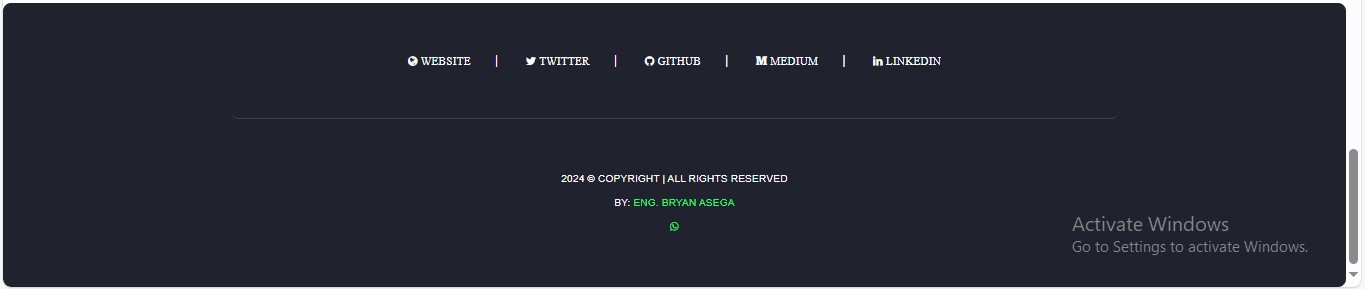 WEBSITE | TWITTER | GITHUB | MEDIUM | LINKEDIN
2024 © COPYRIGHT | ALL RIGHTS RESERVED
BY: ENG. BRYAN ASEGA
Activate Windows
Go to Settings to activate Windows.